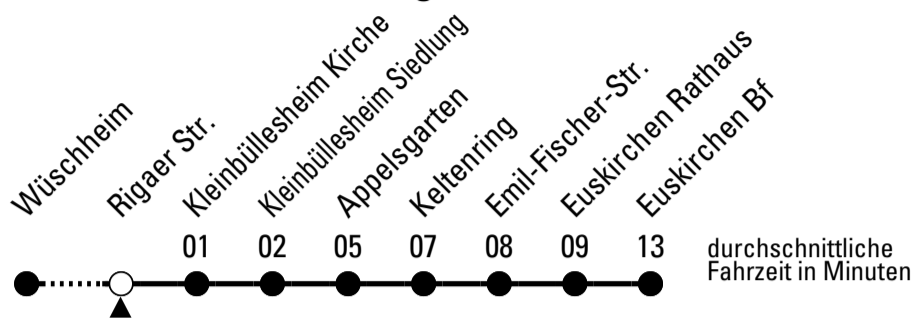 Wüschheim
Rigaer Str.
Kleinbüllesheim Kirche
Kleinbüllesheim Siedlung
Appelsgarten
Keltenring
Emil-Fischer-Str.
Euskirchen Rathaus
Euskirchen Bf
01 02 05 07 08 09 13
durchschnittliche
Fahrzeit in Minuten